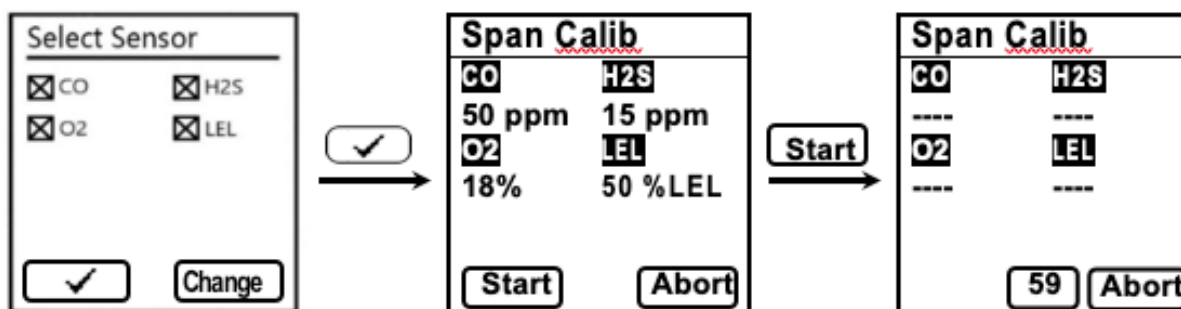 Select Sensor
CO H2S
O2 LEL
✓ Change
✓
Span Calib
CO H2S
50 ppm 15 ppm
O2 LEL
18% 50 %LEL
Start Abort
Start
Span Calib
CO H2S
---- ----
O2 LEL
---- ----
59 Abort